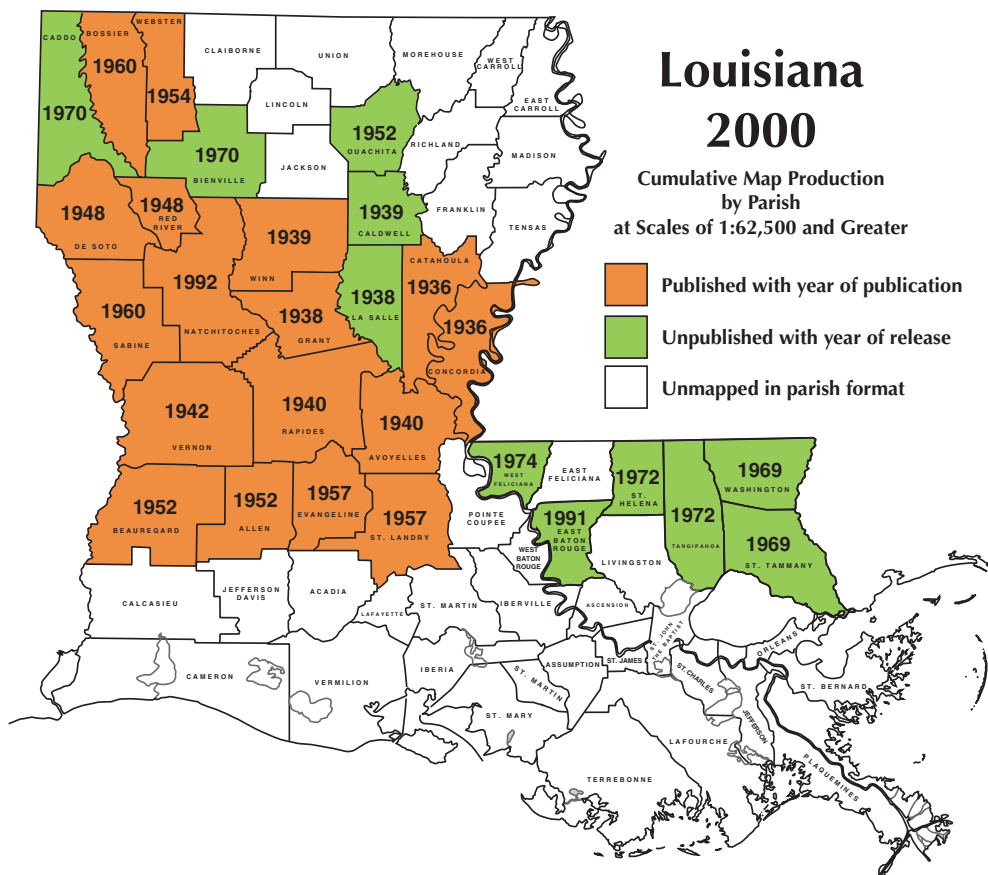 Louisiana
2000
Cumulative Map Production
by Parish
at Scales of 1:62,500 and Greater
Published with year of publication
Unpublished with year of release
Unmapped in parish format
CADDO
1970
BOSSIER
1960
WEBSTER
1954
CLAIBORNE
UNION
MOREHOUSE
WEST
CARROLL
EAST
CARROLL
LINCOLN
1970
BIENVILLE
JACKSON
1952
OUACHITA
RICHLAND
MADISON
1948
DE SOTO
1948
RED
RIVER
1939
WINN
1939
CALDWELL
FRANKLIN
TENSAS
1992
NATCHITOCHES
1960
SABINE
1938
GRANT
1938
LA SALLE
CATAHOULA
1936
1936
CONCORDIA
1942
VERNON
1940
RAPIDES
1940
AVOYELLES
1952
BEAUREGARD
1952
ALLEN
1957
EVANGELINE
1957
ST. LANDRY
POINTE
COUPEE
1974
WEST
FELICIANA
EAST
FELICIANA
1972
ST.
HELENA
1972
TANGIPAHOA
1969
WASHINGTON
1969
ST. TAMMANY
1991
EAST
BATON
ROUGE
WEST
BATON
ROUGE
LIVINGSTON
CALCASIEU
JEFFERSON
DAVIS
ACADIA
LAFAYETTE
ST. MARTIN
IBERVILLE
ASCENSION
ST. JOHN
THE BAPTIST
ORLEANS
CAMERON
VERMILION
IBERIA
ST. MARTIN
ASSUMPTION
ST. JAMES
ST. CHARLES
ST. BERNARD
ST. MARY
JEFFERSON
LAFOURCHE
PLAQUEMINES
TERREBONNE